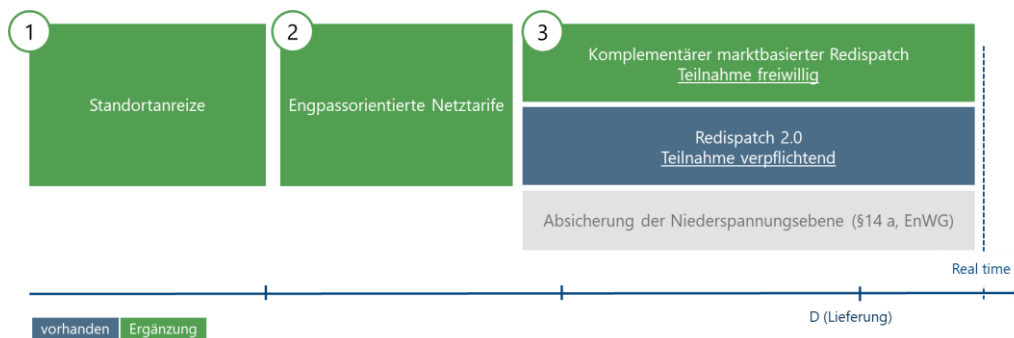 1
Standortanreize
2
Engpassorientierte Netztarife
3
Komplementärer marktbasierter Redispatch
Teilnahme freiwillig
Redispatch 2.0
Teilnahme verpflichtend
Absicherung der Niederspannungsebene (§14 a, EnWG)
Real time
D (Lieferung)
vorhanden
Ergänzung